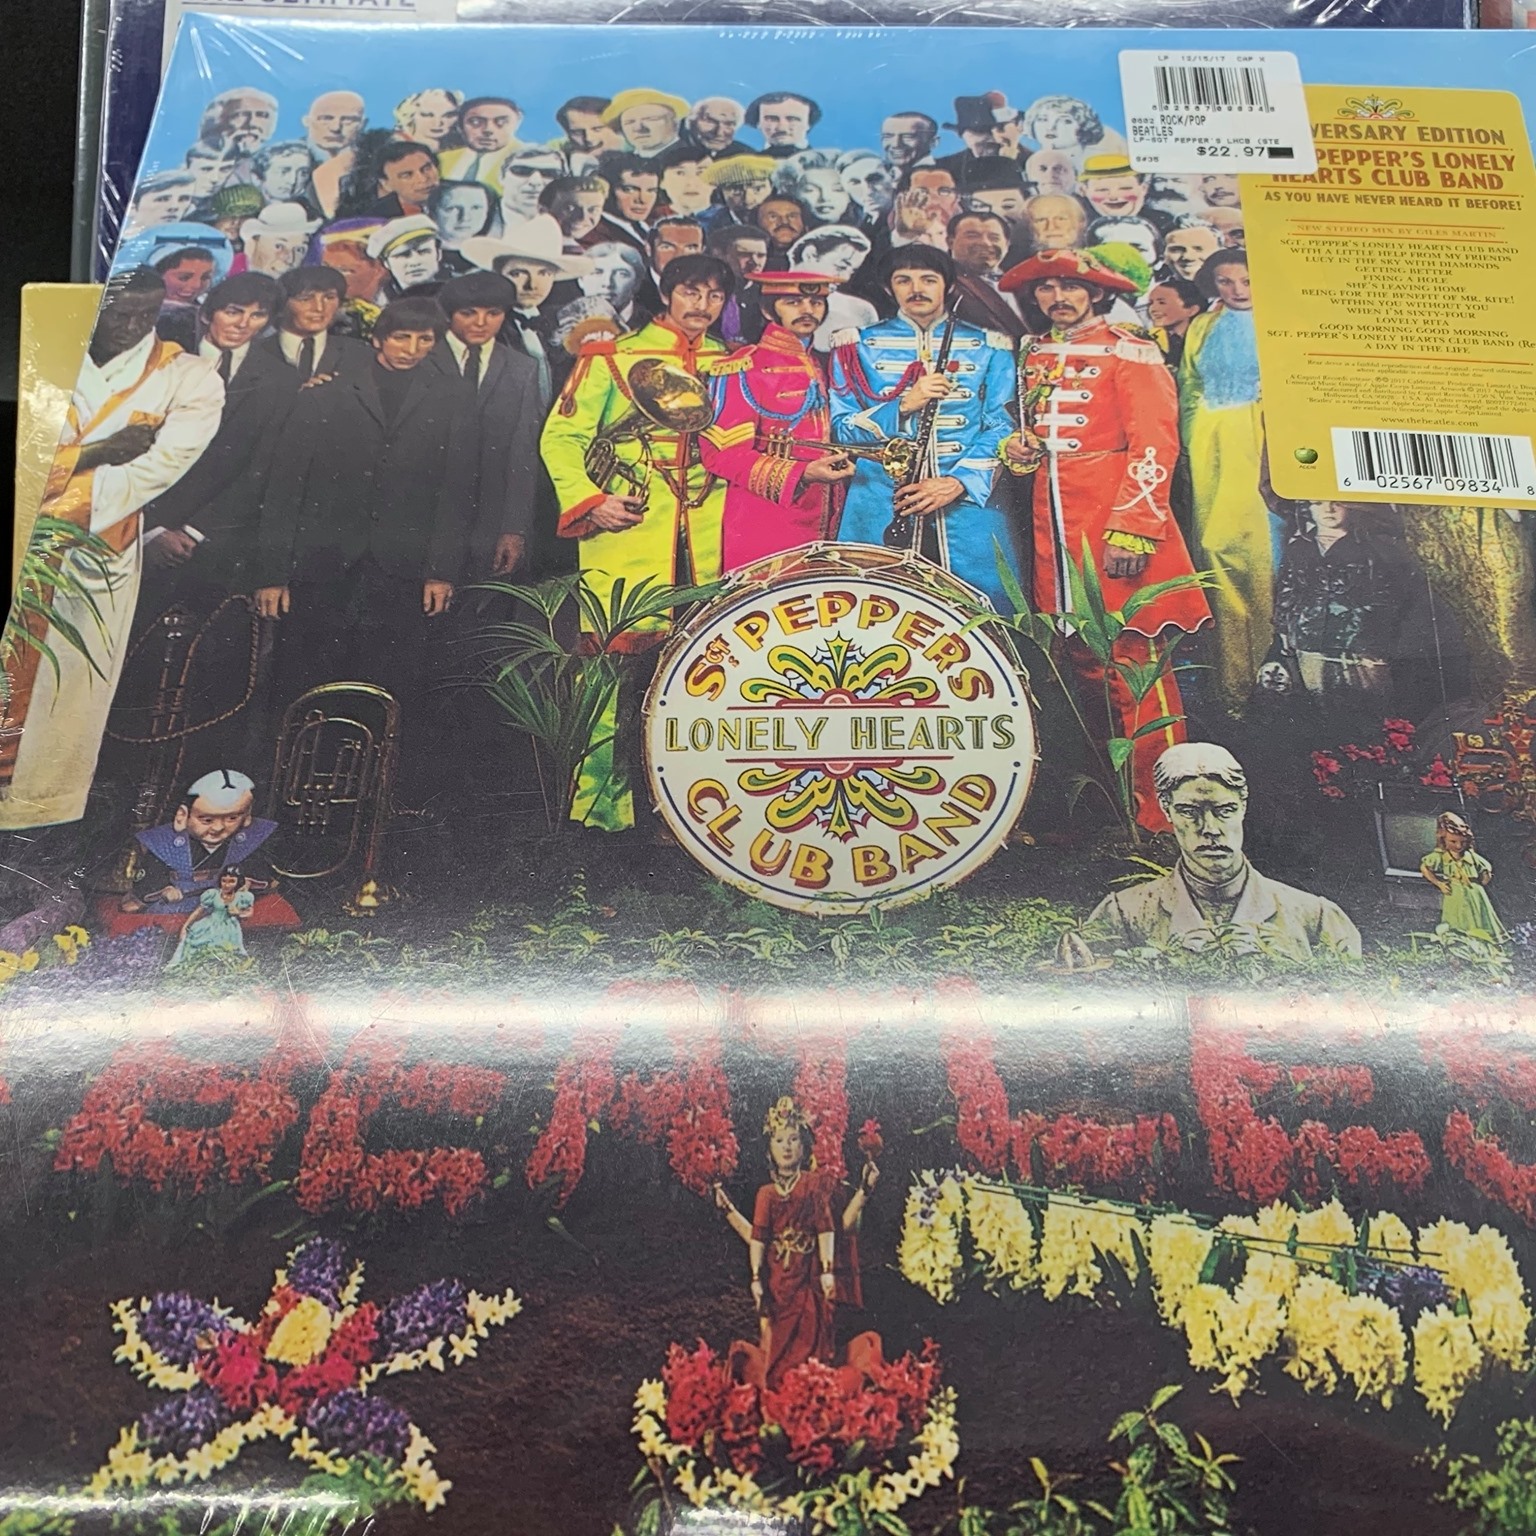 LP 12/15/17 CAP H
ROCK/POP
BEATLES
LP-SGT PEPPER'S LHCB (STE
$22.97
VERSARY EDITION
PEPPER'S LONELY
HEARTS CLUB BAND
AS YOU HAVE NEVER HEARD IT BEFORE!
NEW STEREO MIX BY GILES MARTIN
SGT. PEPPER'S LONELY HEARTS CLUB BAND
WITH A LITTLE HELP FROM MY FRIENDS
LUCY IN THE SKY WITH DIAMONDS
GETTING BETTER
FIXING A HOLE
SHE'S LEAVING HOME
BEING FOR THE BENEFIT OF MR. KITE!
WITHIN YOU WITHOUT YOU
WHEN I'M SIXTY-FOUR
LOVELY RITA
GOOD MORNING GOOD MORNING
SGT. PEPPER'S LONELY HEARTS CLUB BAND (Re
A DAY IN THE LIFE
www.thebeatles.com
6 02567 09834 8
SGT. PEPPERS
LONELY HEARTS
CLUB BAND
BEATLES